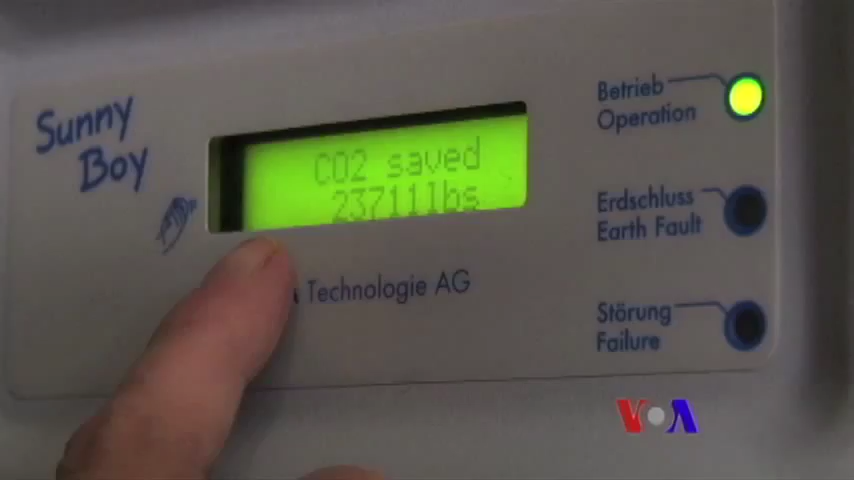 Sunny
Boy
CO2 saved
23711lbs
Technologie AG
Betrieb
Operation
Erdschluss
Earth Fault
Störung
Failure
VOA